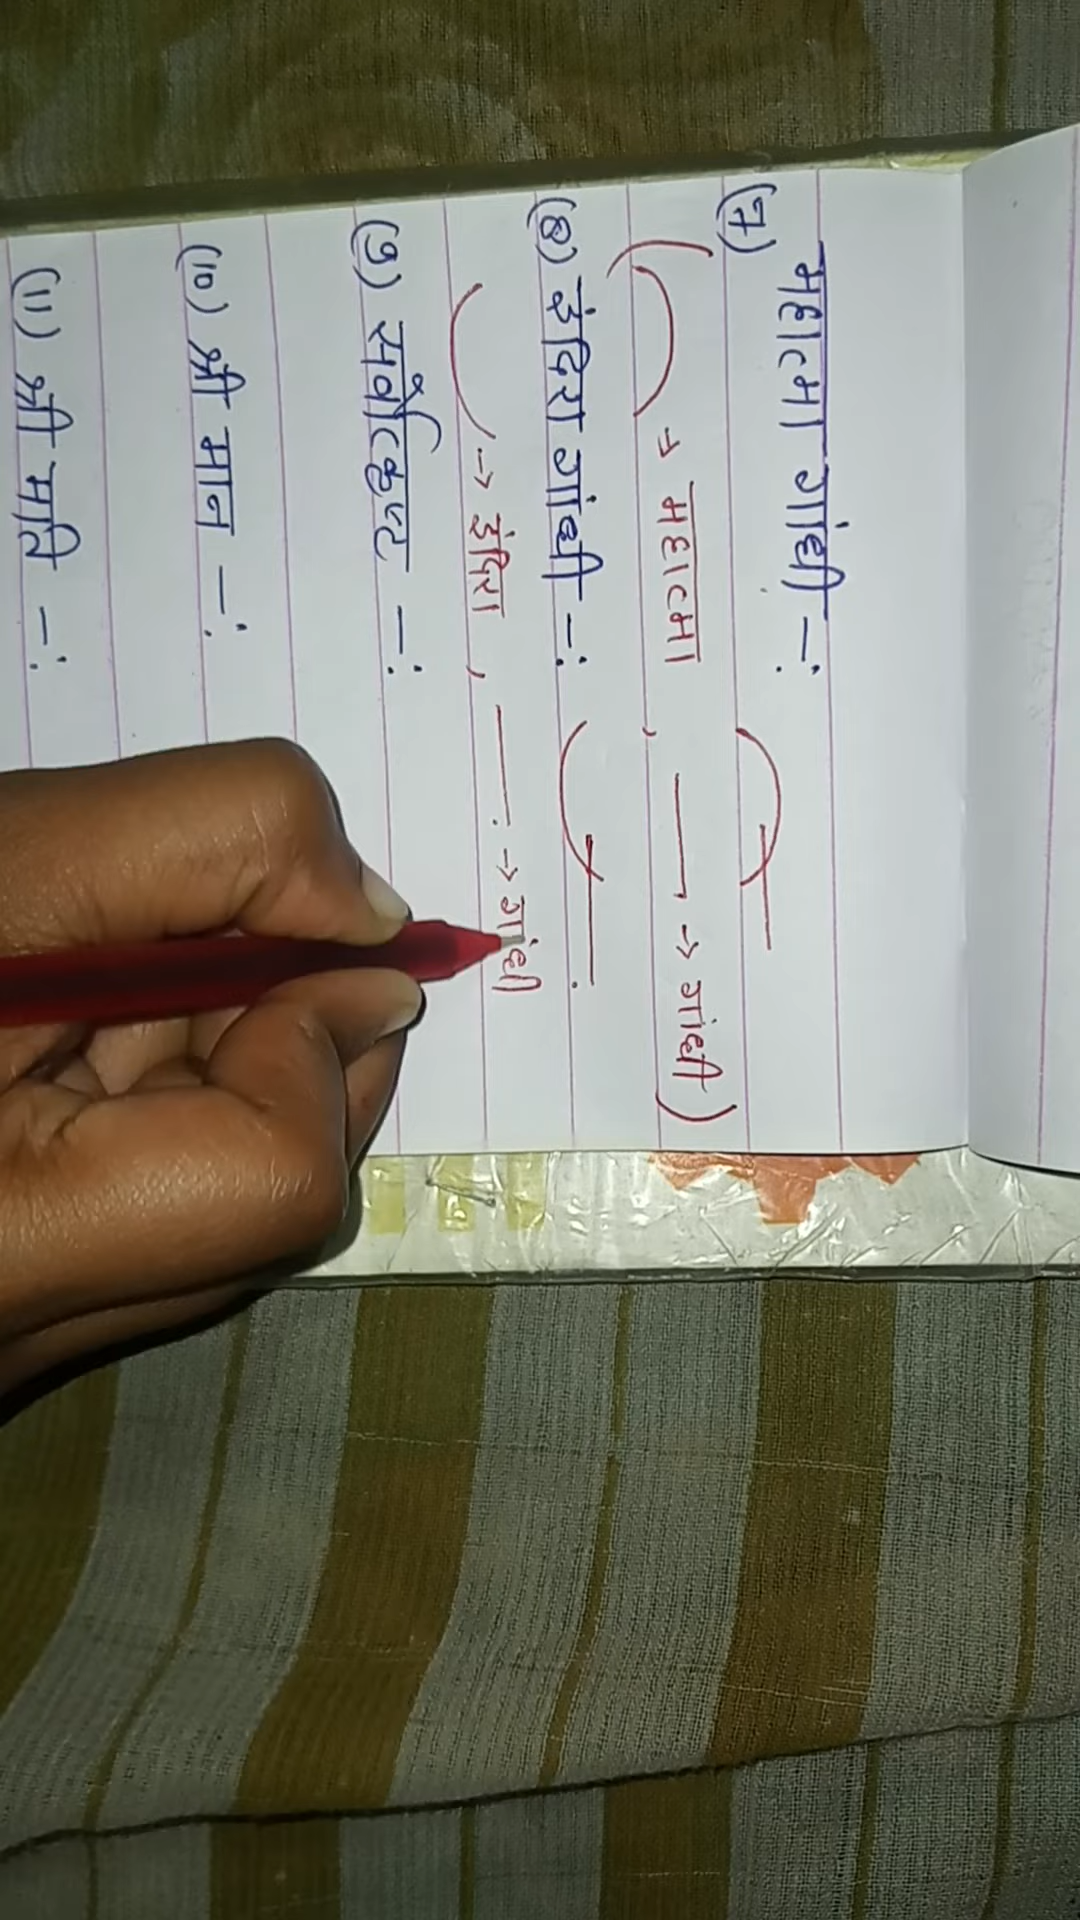 (7) महात्मा गांधी -:
( → महात्मा , → गांधी )
(8) इंदिरा गांधी -:
→ इंदिरा , → गांधी
(9) सर्वोत्कृष्ट -:
(10) श्री मान -:
(11) श्री मति -: